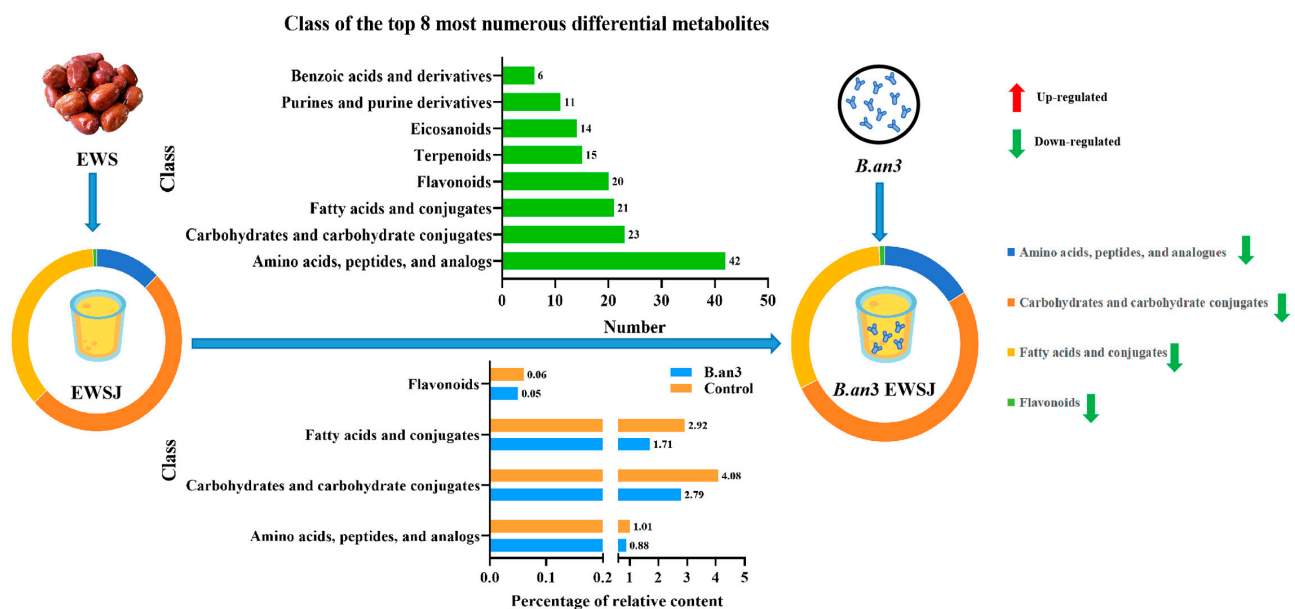 Class of the top 8 most numerous differential metabolites
EWS
EWSJ
Class
Benzoic acids and derivatives
6
Purines and purine derivatives
11
Eicosanoids
14
Terpenoids
15
Flavonoids
20
Fatty acids and conjugates
21
Carbohydrates and carbohydrate conjugates
23
Amino acids, peptides, and analogs
42
0 10 20 30 40 50
Number
Class
B.an3
Control
Flavonoids
0.06
0.05
Fatty acids and conjugates
2.92
1.71
Carbohydrates and carbohydrate conjugates
4.08
2.79
Amino acids, peptides, and analogs
1.01
0.88
0.0 0.1 0.2 1 2 3 4 5
Percentage of relative content
B.an3
B.an3 EWSJ
Up-regulated
Down-regulated
Amino acids, peptides, and analogues
Carbohydrates and carbohydrate conjugates
Fatty acids and conjugates
Flavonoids